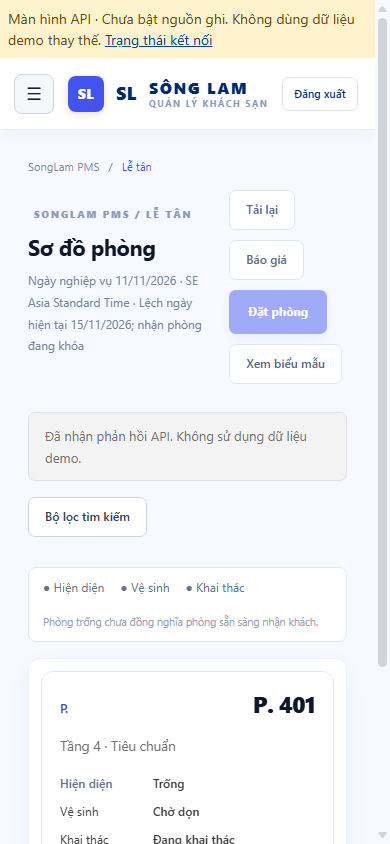 Màn hình API · Chưa bật nguồn ghi. Không dùng dữ liệu
demo thay thế. Trạng thái kết nối
☰
SL
SL
SÔNG LAM
QUẢN LÝ KHÁCH SẠN
Đăng xuất
SongLam PMS / Lễ tân
SONGLAM PMS / LỄ TÂN
Sơ đồ phòng
Ngày nghiệp vụ 11/11/2026 · SE
Asia Standard Time · Lệch ngày
hiện tại 15/11/2026; nhận phòng
đang khóa
Tải lại
Báo giá
Đặt phòng
Xem biểu mẫu
Đã nhận phản hồi API. Không sử dụng dữ liệu
demo.
Bộ lọc tìm kiếm
● Hiện diện ● Vệ sinh ● Khai thác
Phòng trống chưa đồng nghĩa phòng sẵn sàng nhận khách.
P.
P. 401
Tầng 4 · Tiêu chuẩn
Hiện diện Trống
Vệ sinh Chờ dọn
Khai thác Đang khai thác